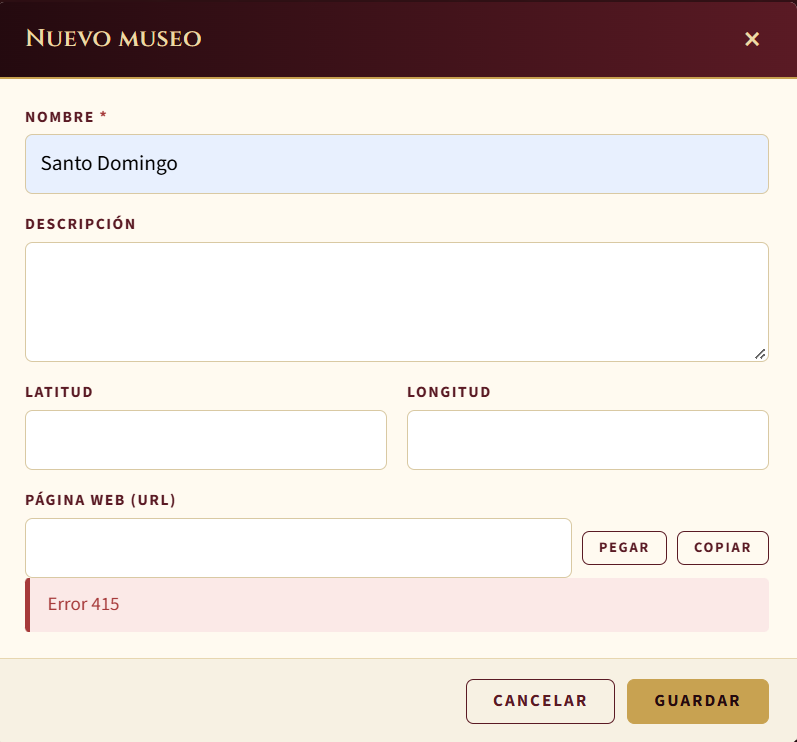 Nuevo museo
×
NOMBRE *
Santo Domingo
DESCRIPCIÓN
LATITUD LONGITUD
PÁGINA WEB (URL)
PEGAR COPIAR
Error 415
CANCELAR GUARDAR